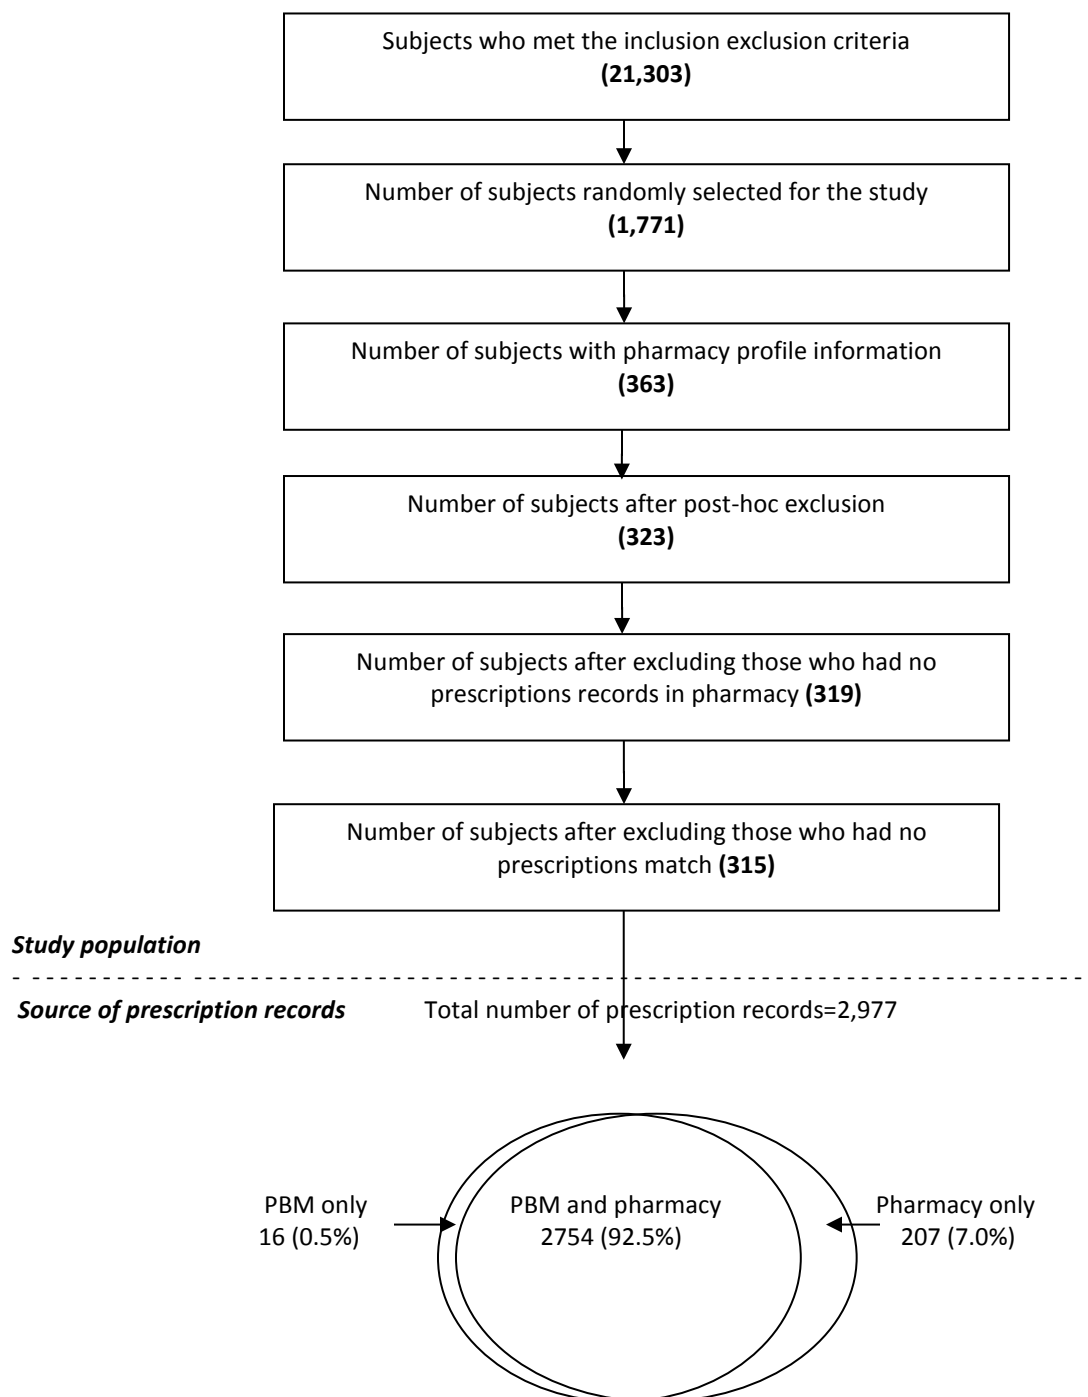 Subjects who met the inclusion exclusion criteria
(21,303)
Number of subjects randomly selected for the study
(1,771)
Number of subjects with pharmacy profile information
(363)
Number of subjects after post-hoc exclusion
(323)
Number of subjects after excluding those who had no
prescriptions records in pharmacy (319)
Number of subjects after excluding those who had no
prescriptions match (315)
Study population
Source of prescription records Total number of prescription records=2,977
PBM only
16 (0.5%)
PBM and pharmacy
2754 (92.5%)
Pharmacy only
207 (7.0%)